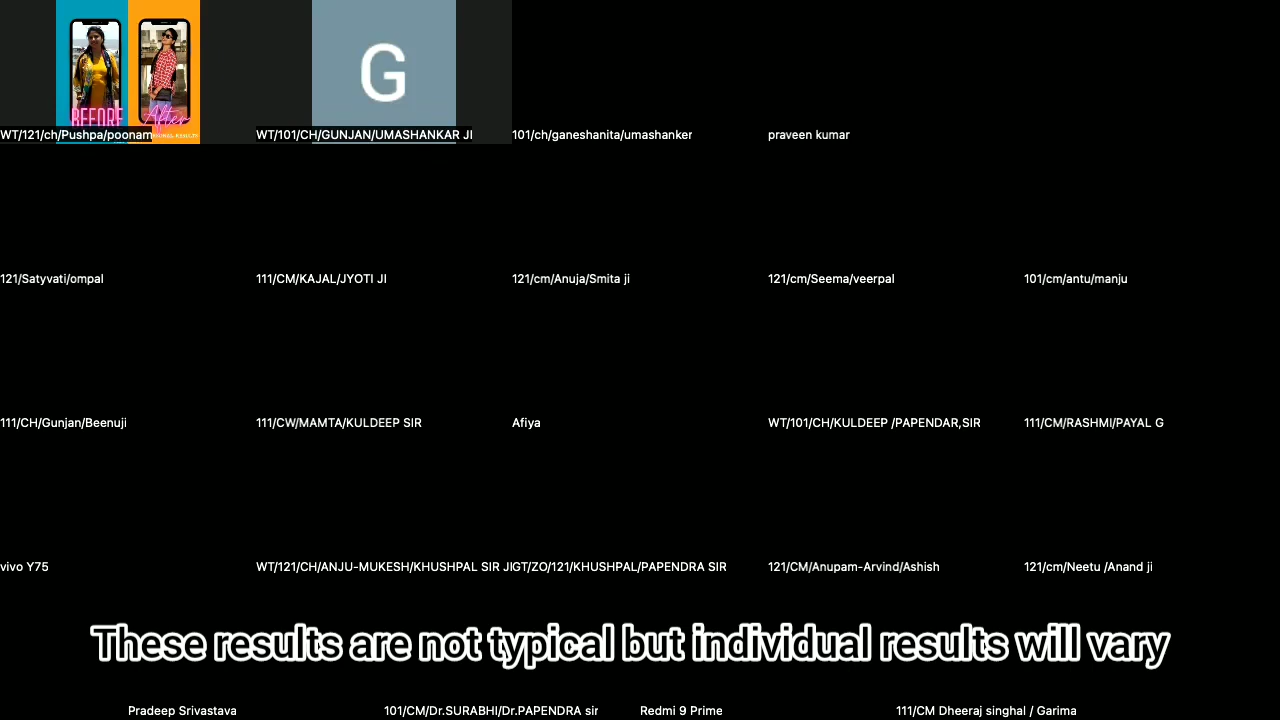 BEFORE After
WT/121/ch/Pushpa/poonam
G
WT/101/CH/GUNJAN/UMASHANKAR JI
101/ch/ganeshanita/umashanker
praveen kumar
121/Satyvati/ompal
111/CM/KAJAL/JYOTI JI
121/cm/Anuja/Smita ji
121/cm/Seema/veerpal
101/cm/antu/manju
111/CH/Gunjan/Beenuji
111/CW/MAMTA/KULDEEP SIR
Afiya
WT/101/CH/KULDEEP /PAPENDAR,SIR
111/CM/RASHMI/PAYAL G
vivo Y75
WT/121/CH/ANJU-MUKESH/KHUSHPAL SIR JI
GT/ZO/121/KHUSHPAL/PAPENDRA SIR
121/CM/Anupam-Arvind/Ashish
121/cm/Neetu /Anand ji
These results are not typical but individual results will vary
Pradeep Srivastava
101/CM/Dr.SURABHI/Dr.PAPENDRA sir
Redmi 9 Prime
111/CM Dheeraj singhal / Garima